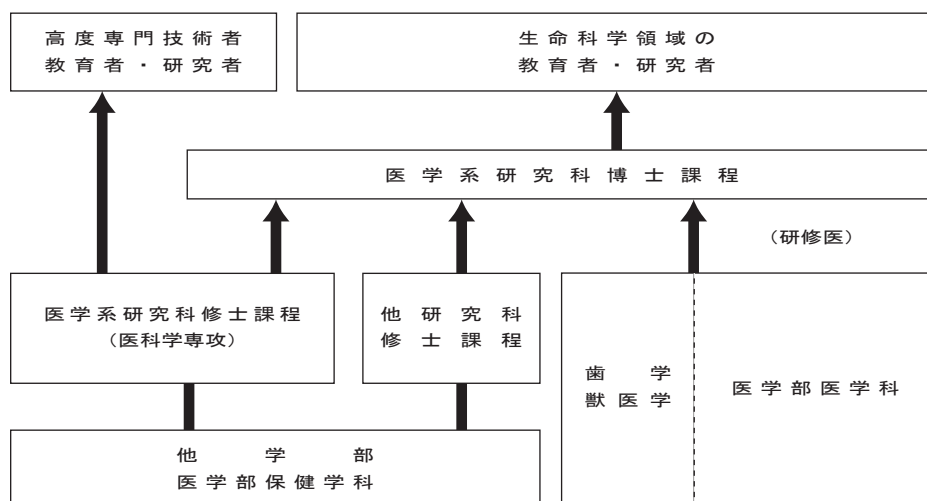 高度専門技術者
教育者・研究者
生命科学領域の
教育者・研究者
医学系研究科博士課程
（研修医）
医学系研究科修士課程
（医科学専攻）
他研究科
修士課程
歯学
獣医学
医学部医学科
他学部
医学部保健学科